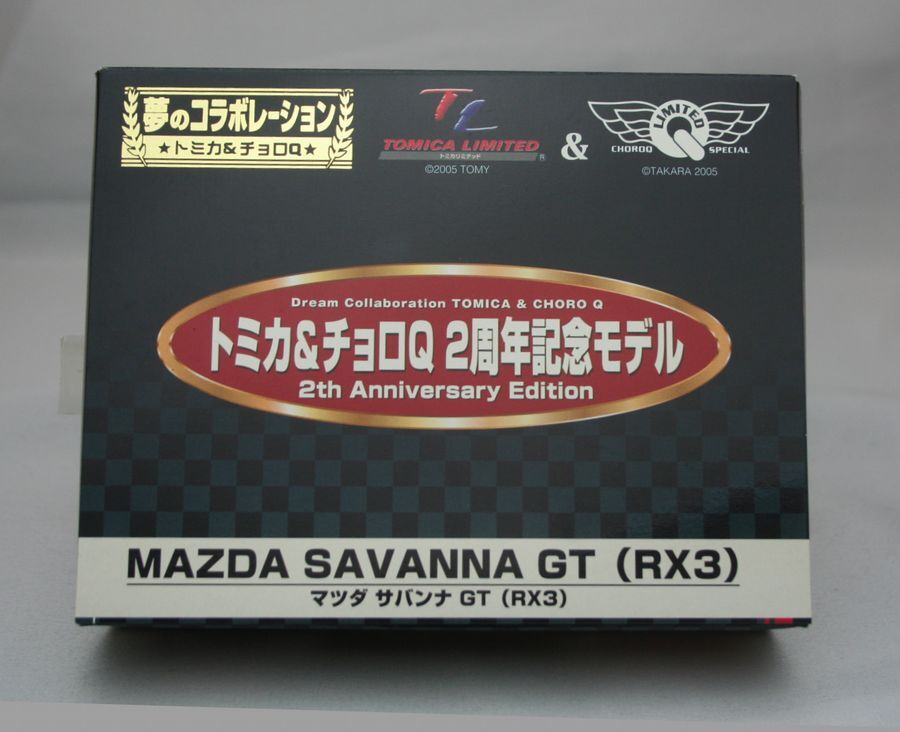 夢のコラボレーション
★トミカ&チョロQ★
TL
TOMICA LIMITED
トミカリミテッド
®
©2005 TOMY
&
LIMITED
CHOROQ SPECIAL
©TAKARA 2005
Dream Collaboration TOMICA & CHORO Q
トミカ&チョロQ 2周年記念モデル
2th Anniversary Edition
MAZDA SAVANNA GT (RX3)
マツダ サバンナ GT (RX3)